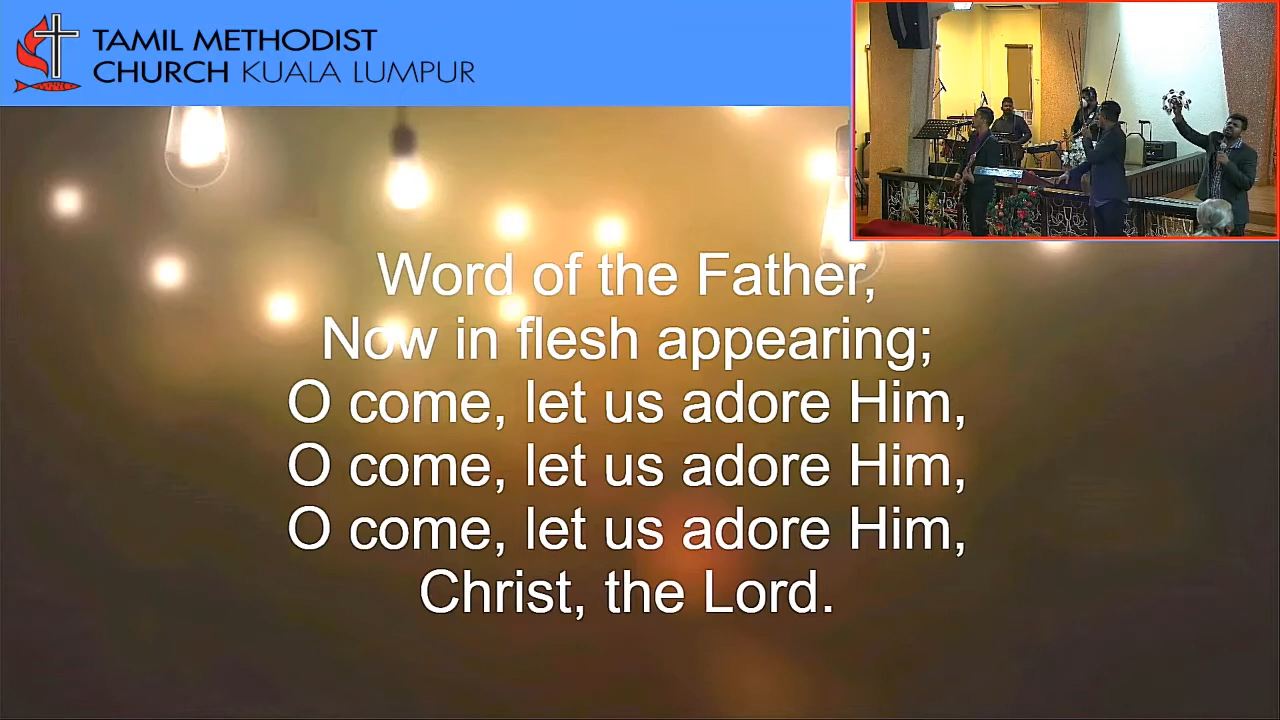 TAMIL METHODIST
CHURCH KUALA LUMPUR
Word of the Father,
Now in flesh appearing;
O come, let us adore Him,
O come, let us adore Him,
O come, let us adore Him,
Christ, the Lord.